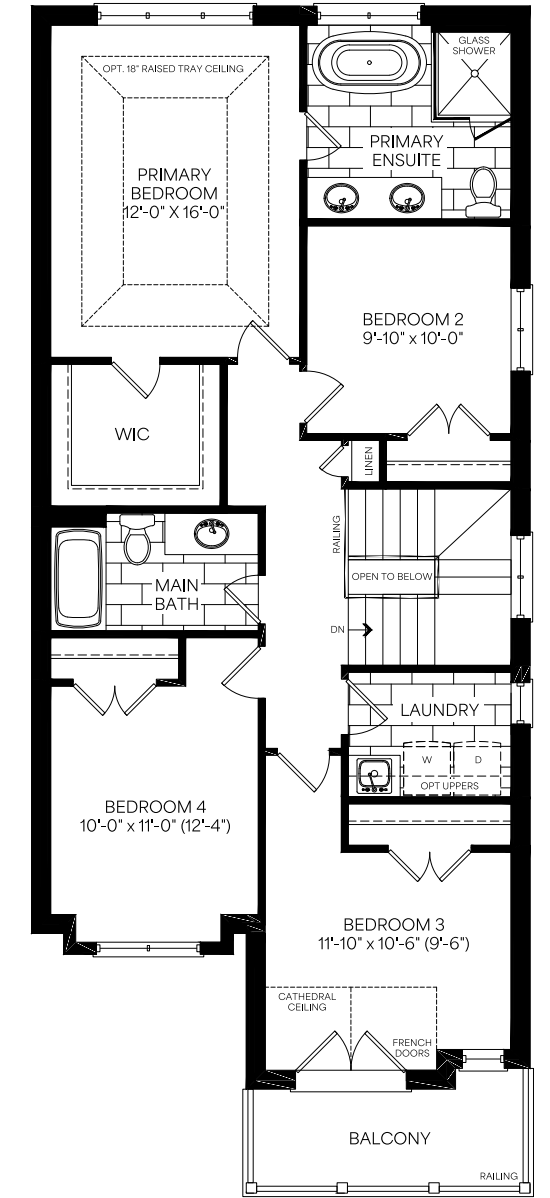 GLASS
SHOWER
OPT. 18" RAISED TRAY CEILING
PRIMARY
ENSUITE
PRIMARY
BEDROOM
12'-0" X 16'-0"
BEDROOM 2
9'-10" x 10'-0"
WIC
LINEN
RAILING
OPEN TO BELOW
MAIN
BATH
DN
LAUNDRY
W
D
OPT UPPERS
BEDROOM 4
10'-0" x 11'-0" (12'-4")
BEDROOM 3
11'-10" x 10'-6" (9'-6")
CATHEDRAL
CEILING
FRENCH
DOORS
BALCONY
RAILING